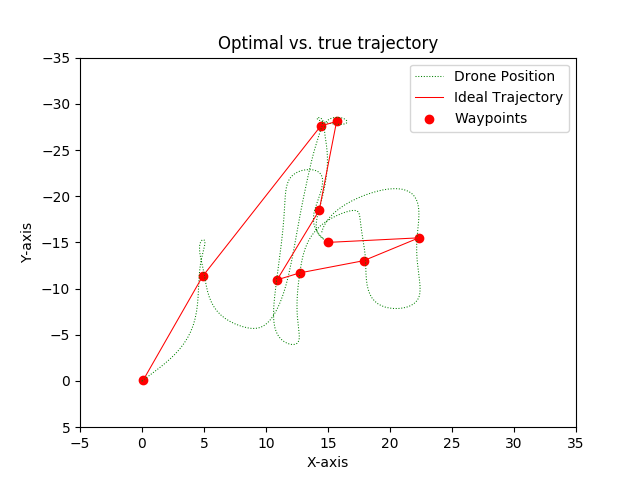 Optimal vs. true trajectory
−35
−30
−25
−20
−15
−10
−5
0
5
Y-axis
Drone Position
Ideal Trajectory
Waypoints
−5 0 5 10 15 20 25 30 35
X-axis